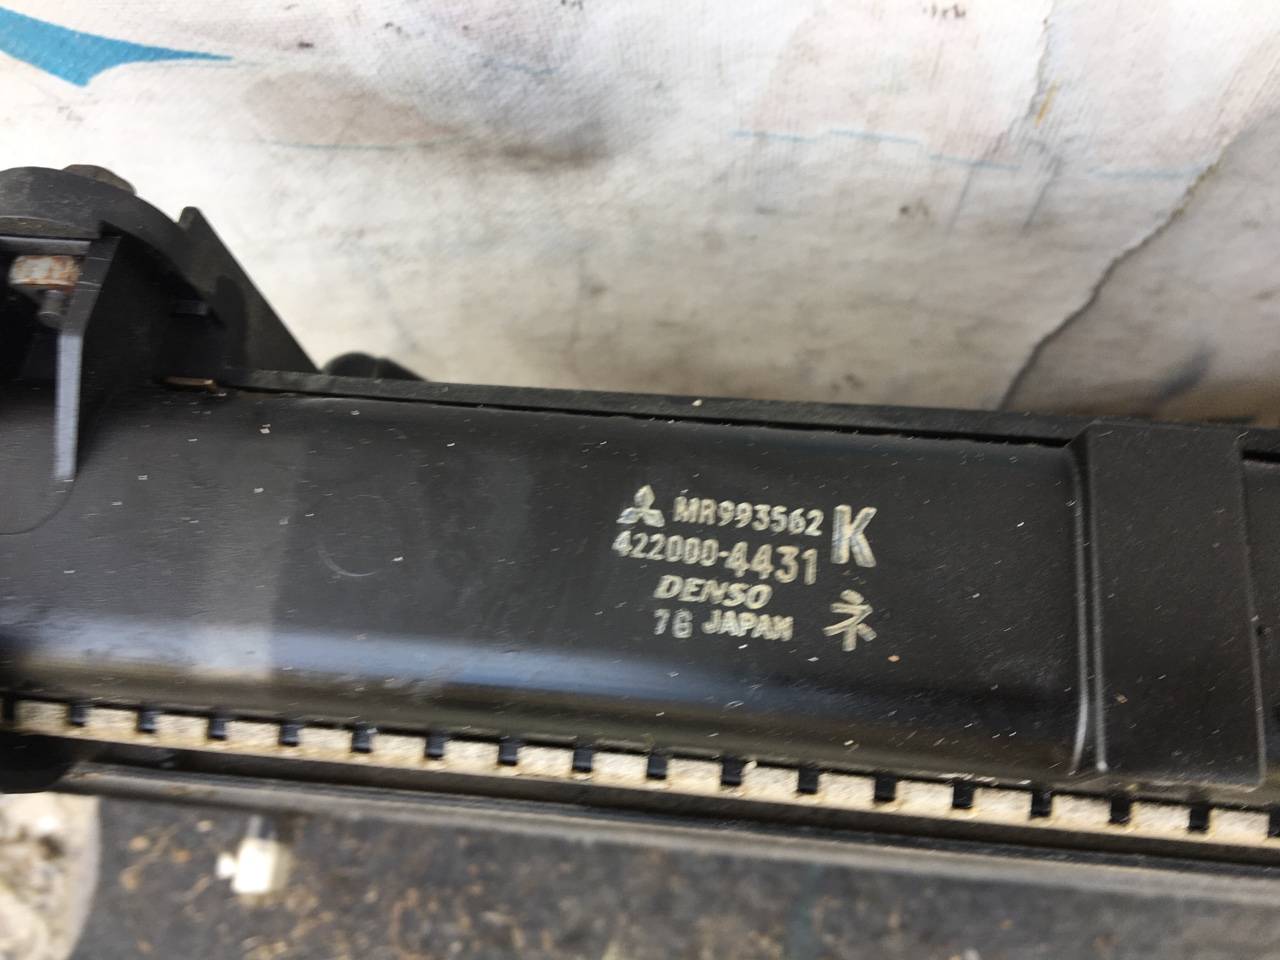 MR993562 K
422000-4431
DENSO
7G JAPAN ネ